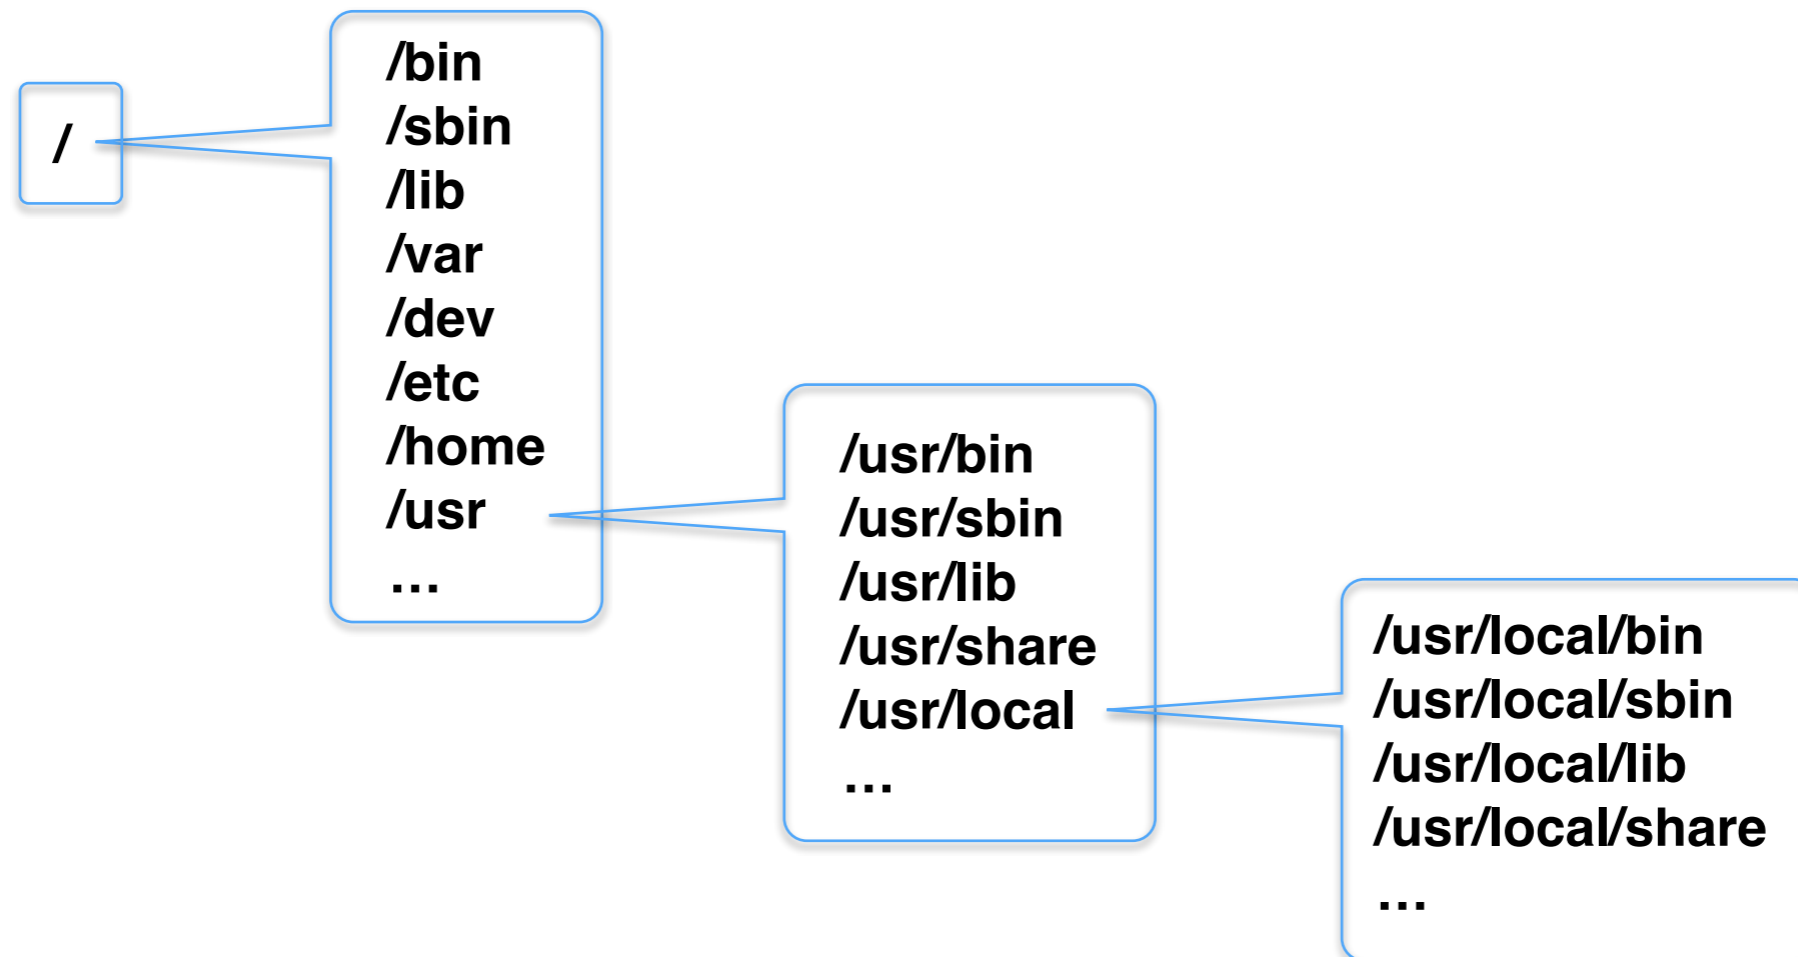 /
/bin
/sbin
/lib
/var
/dev
/etc
/home
/usr
...
/usr/bin
/usr/sbin
/usr/lib
/usr/share
/usr/local
...
/usr/local/bin
/usr/local/sbin
/usr/local/lib
/usr/local/share
...